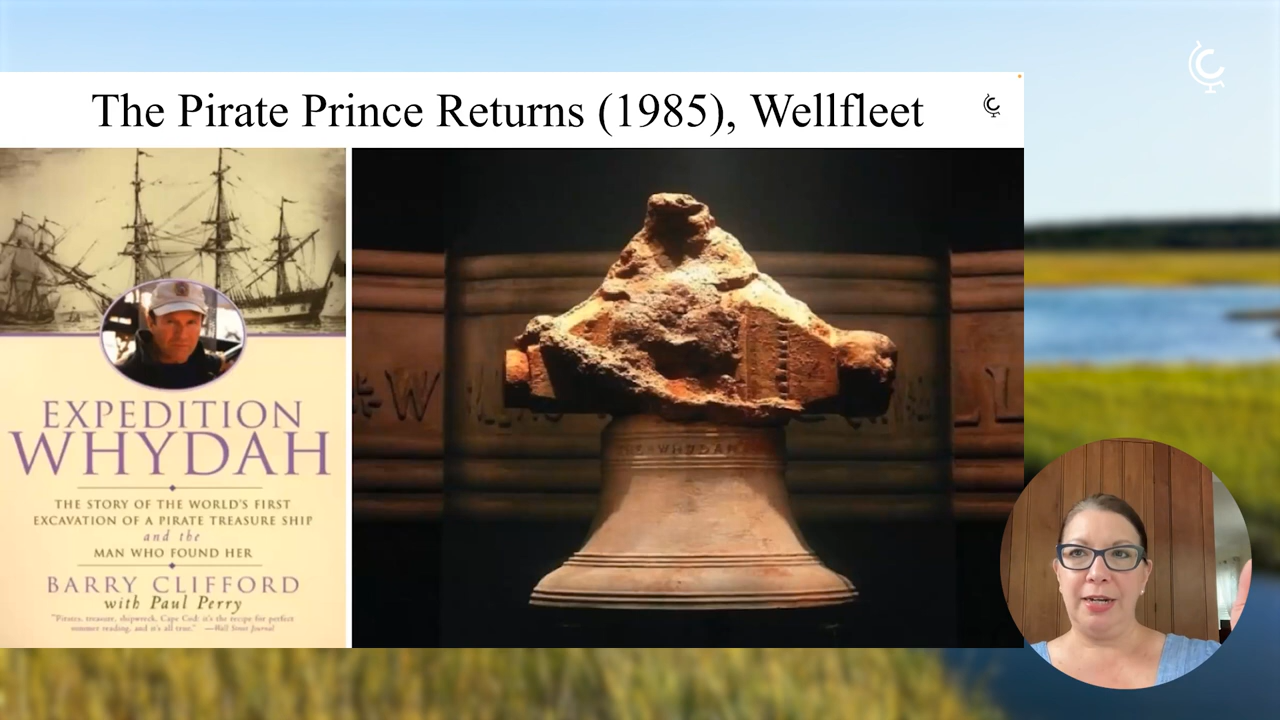 The Pirate Prince Returns (1985), Wellfleet
EXPEDITION
WHYDAH
THE STORY OF THE WORLD'S FIRST
EXCAVATION OF A PIRATE TREASURE SHIP
and the
MAN WHO FOUND HER
BARRY CLIFFORD
with Paul Perry
"Pirates, treasure, shipwreck, Cape Cod: it's the recipe for perfect
summer reading, and it's all true." —Wall Street Journal
THE WHYDAH
W